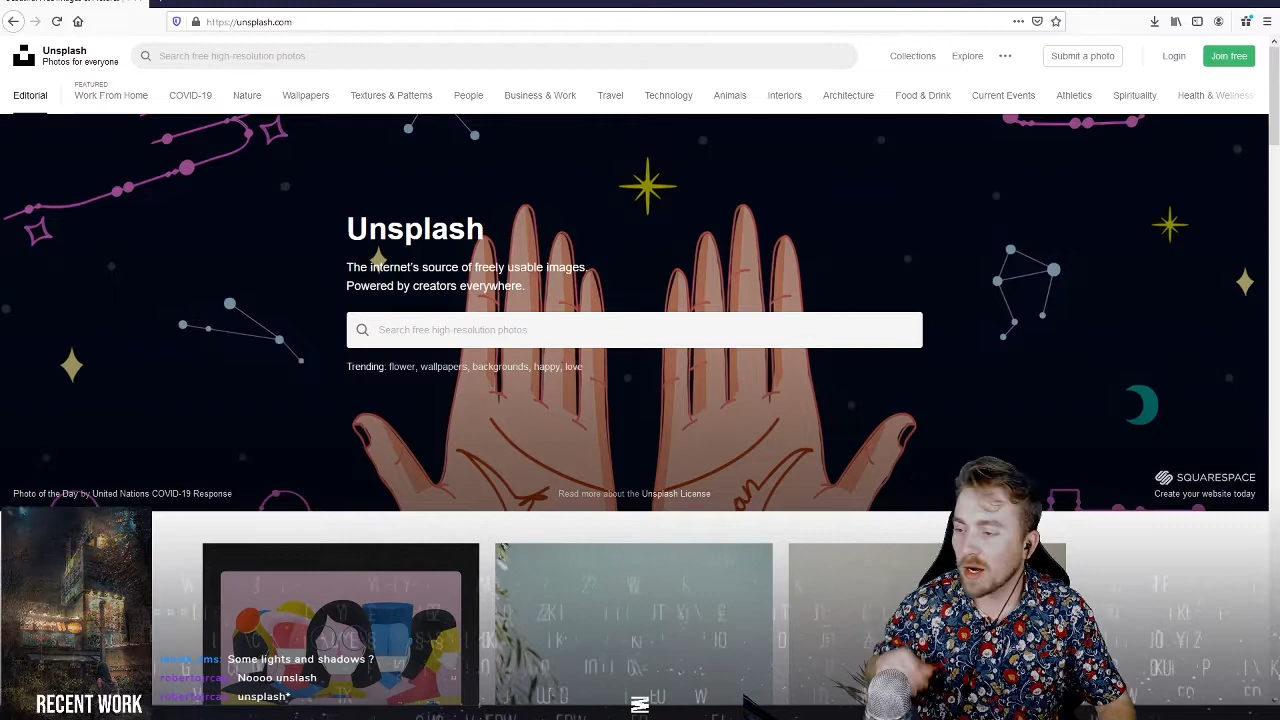 https://unsplash.com
Unsplash
Photos for everyone
Search free high-resolution photos
Collections
Explore
Submit a photo
Login
Join free
Editorial
FEATURED
Work From Home
COVID-19
Nature
Wallpapers
Textures & Patterns
People
Business & Work
Travel
Technology
Animals
Interiors
Architecture
Food & Drink
Current Events
Athletics
Spirituality
Health & Wellness
Unsplash
The internet's source of freely usable images.
Powered by creators everywhere.
Search free high-resolution photos
Trending: flower, wallpapers, backgrounds, happy, love
Photo of the Day by United Nations COVID-19 Response
Read more about the Unsplash License
SQUARESPACE
Create your website today
Some lights and shadows ?
Noooo unslash
unsplash*
RECENT WORK